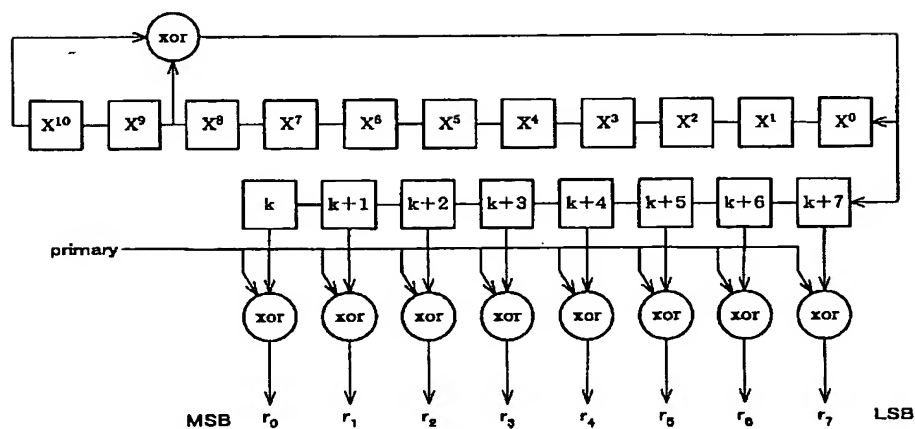 xor
X¹⁰ X⁹ X⁸ X⁷ X⁶ X⁵ X⁴ X³ X² X¹ X⁰
k k+1 k+2 k+3 k+4 k+5 k+6 k+7
primary
xor xor xor xor xor xor xor xor
MSB r₀ r₁ r₂ r₃ r₄ r₅ r₆ r₇ LSB